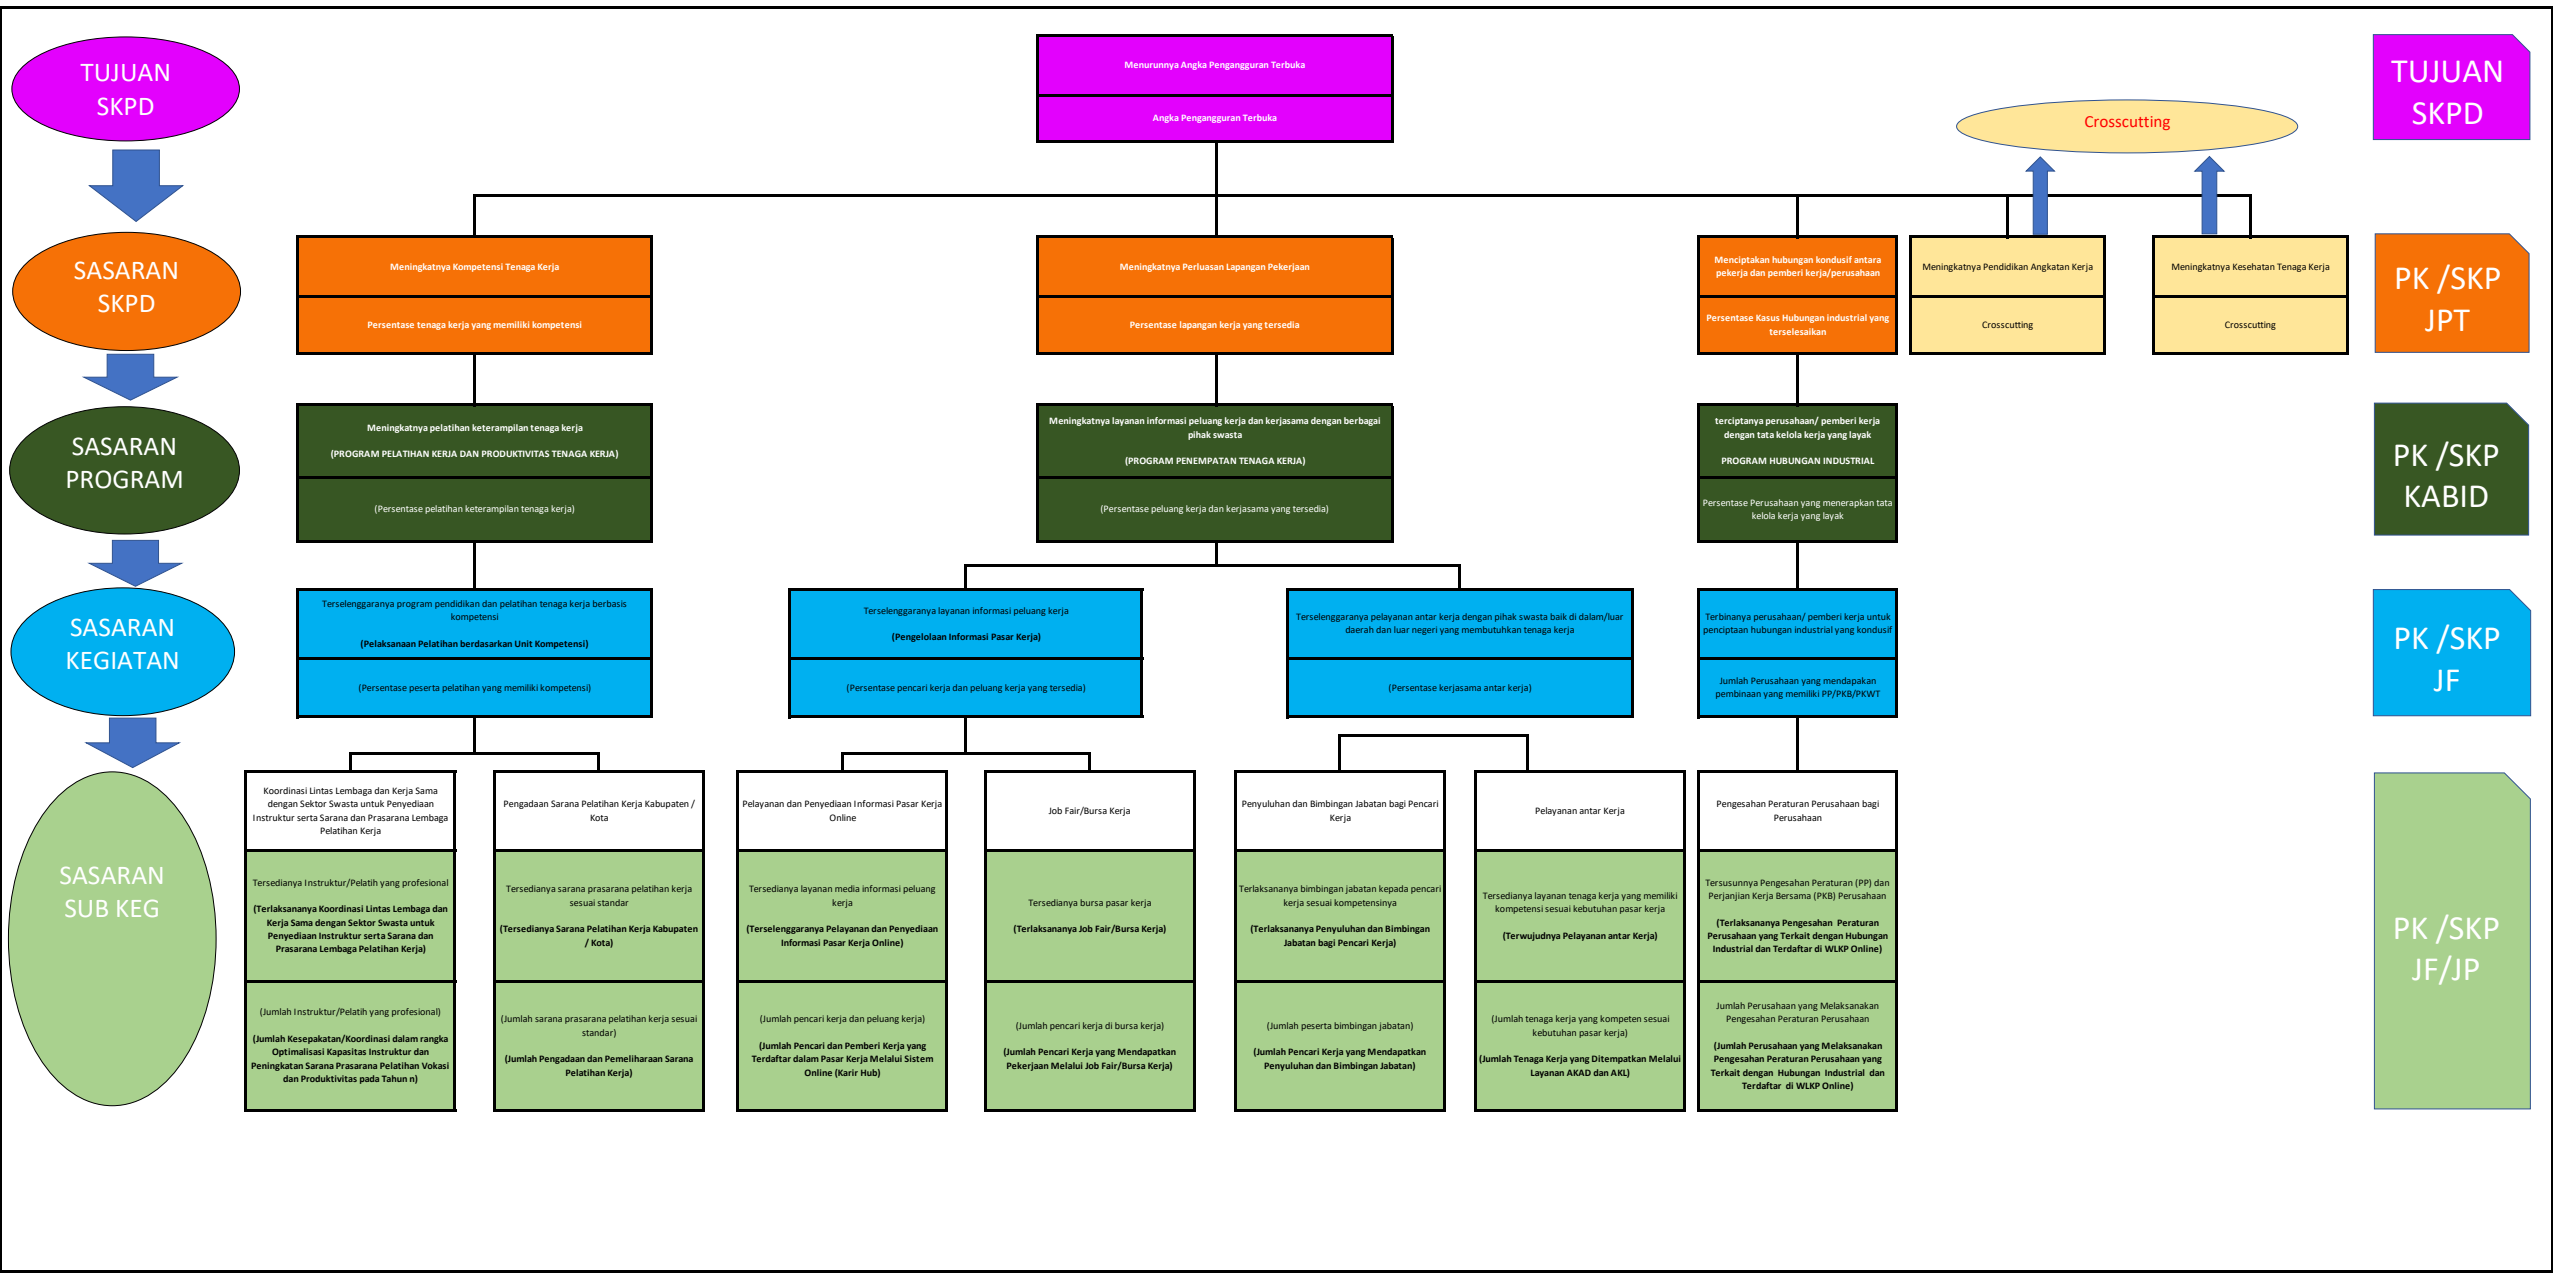 TUJUAN
SKPD
Menurunnya Angka Pengangguran Terbuka
Angka Pengangguran Terbuka
Crosscutting
TUJUAN
SKPD
SASARAN
SKPD
Meningkatnya Kompetensi Tenaga Kerja
Persentase tenaga kerja yang memiliki kompetensi
Meningkatnya Perluasan Lapangan Pekerjaan
Persentase lapangan kerja yang tersedia
Menciptakan hubungan kondusif antara
pekerja dan pemberi kerja/perusahaan
Persentase Kasus Hubungan industrial yang
terselesaikan
Meningkatnya Pendidikan Angkatan Kerja
Crosscutting
Meningkatnya Kesehatan Tenaga Kerja
Crosscutting
PK /SKP
JPT
SASARAN
PROGRAM
Meningkatnya pelatihan keterampilan tenaga kerja
(PROGRAM PELATIHAN KERJA DAN PRODUKTIVITAS TENAGA KERJA)
(Persentase pelatihan keterampilan tenaga kerja)
Meningkatnya layanan informasi peluang kerja dan kerjasama dengan berbagai
pihak swasta
(PROGRAM PENEMPATAN TENAGA KERJA)
(Persentase peluang kerja dan kerjasama yang tersedia)
terciptanya perusahaan/ pemberi kerja
dengan tata kelola kerja yang layak
PROGRAM HUBUNGAN INDUSTRIAL
Persentase Perusahaan yang menerapkan tata
kelola kerja yang layak
PK /SKP
KABID
SASARAN
KEGIATAN
Terselenggaranya program pendidikan dan pelatihan tenaga kerja berbasis
kompetensi
(Pelaksanaan Pelatihan berdasarkan Unit Kompetensi)
(Persentase peserta pelatihan yang memiliki kompetensi)
Terselenggaranya layanan informasi peluang kerja
(Pengelolaan Informasi Pasar Kerja)
(Persentase pencari kerja dan peluang kerja yang tersedia)
Terselenggaranya pelayanan antar kerja dengan pihak swasta baik di dalam/luar
daerah dan luar negeri yang membutuhkan tenaga kerja
(Persentase kerjasama antar kerja)
Terbinanya perusahaan/ pemberi kerja untuk
penciptaan hubungan industrial yang kondusif
Jumlah Perusahaan yang mendapakan
pembinaan yang memiliki PP/PKB/PKWT
PK /SKP
JF
SASARAN
SUB KEG
Koordinasi Lintas Lembaga dan Kerja Sama
dengan Sektor Swasta untuk Penyediaan
Instruktur serta Sarana dan Prasarana Lembaga
Pelatihan Kerja
Tersedianya Instruktur/Pelatih yang profesional
(Terlaksananya Koordinasi Lintas Lembaga dan
Kerja Sama dengan Sektor Swasta untuk
Penyediaan Instruktur serta Sarana dan
Prasarana Lembaga Pelatihan Kerja)
(Jumlah Instruktur/Pelatih yang profesional)
(Jumlah Kesepakatan/Koordinasi dalam rangka
Optimalisasi Kapasitas Instruktur dan
Peningkatan Sarana Prasarana Pelatihan Vokasi
dan Produktivitas pada Tahun n)
Pengadaan Sarana Pelatihan Kerja Kabupaten /
Kota
Tersedianya sarana prasarana pelatihan kerja
sesuai standar
(Tersedianya Sarana Pelatihan Kerja Kabupaten
/ Kota)
(Jumlah sarana prasarana pelatihan kerja sesuai
standar)
(Jumlah Pengadaan dan Pemeliharaan Sarana
Pelatihan Kerja)
Pelayanan dan Penyediaan Informasi Pasar Kerja
Online
Tersedianya layanan media informasi peluang
kerja
(Terselenggaranya Pelayanan dan Penyediaan
Informasi Pasar Kerja Online)
(Jumlah pencari kerja dan peluang kerja)
(Jumlah Pencari dan Pemberi Kerja yang
Terdaftar dalam Pasar Kerja Melalui Sistem
Online (Karir Hub)
Job Fair/Bursa Kerja
Tersedianya bursa pasar kerja
(Terlaksananya Job Fair/Bursa Kerja)
(Jumlah pencari kerja di bursa kerja)
(Jumlah Pencari Kerja yang Mendapatkan
Pekerjaan Melalui Job Fair/Bursa Kerja)
Penyuluhan dan Bimbingan Jabatan bagi Pencari
Kerja
Terlaksananya bimbingan jabatan kepada pencari
kerja sesuai kompetensinya
(Terlaksananya Penyuluhan dan Bimbingan
Jabatan bagi Pencari Kerja)
(Jumlah peserta bimbingan jabatan)
(Jumlah Pencari Kerja yang Mendapatkan
Penyuluhan dan Bimbingan Jabatan)
Pelayanan antar Kerja
Tersedianya layanan tenaga kerja yang memiliki
kompetensi sesuai kebutuhan pasar kerja
(Terwujudnya Pelayanan antar Kerja)
(Jumlah tenaga kerja yang kompeten sesuai
kebutuhan pasar kerja)
(Jumlah Tenaga Kerja yang Ditempatkan Melalui
Layanan AKAD dan AKL)
Pengesahan Peraturan Perusahaan bagi
Perusahaan
Tersusunnya Pengesahan Peraturan (PP) dan
Perjanjian Kerja Bersama (PKB) Perusahaan
(Terlaksananya Pengesahan Peraturan
Perusahaan yang Terkait dengan Hubungan
Industrial dan Terdaftar di WLKP Online)
Jumlah Perusahaan yang Melaksanakan
Pengesahan Peraturan Perusahaan
(Jumlah Perusahaan yang Melaksanakan
Pengesahan Peraturan Perusahaan yang
Terkait dengan Hubungan Industrial dan
Terdaftar di WLKP Online)
PK /SKP
JF/JP